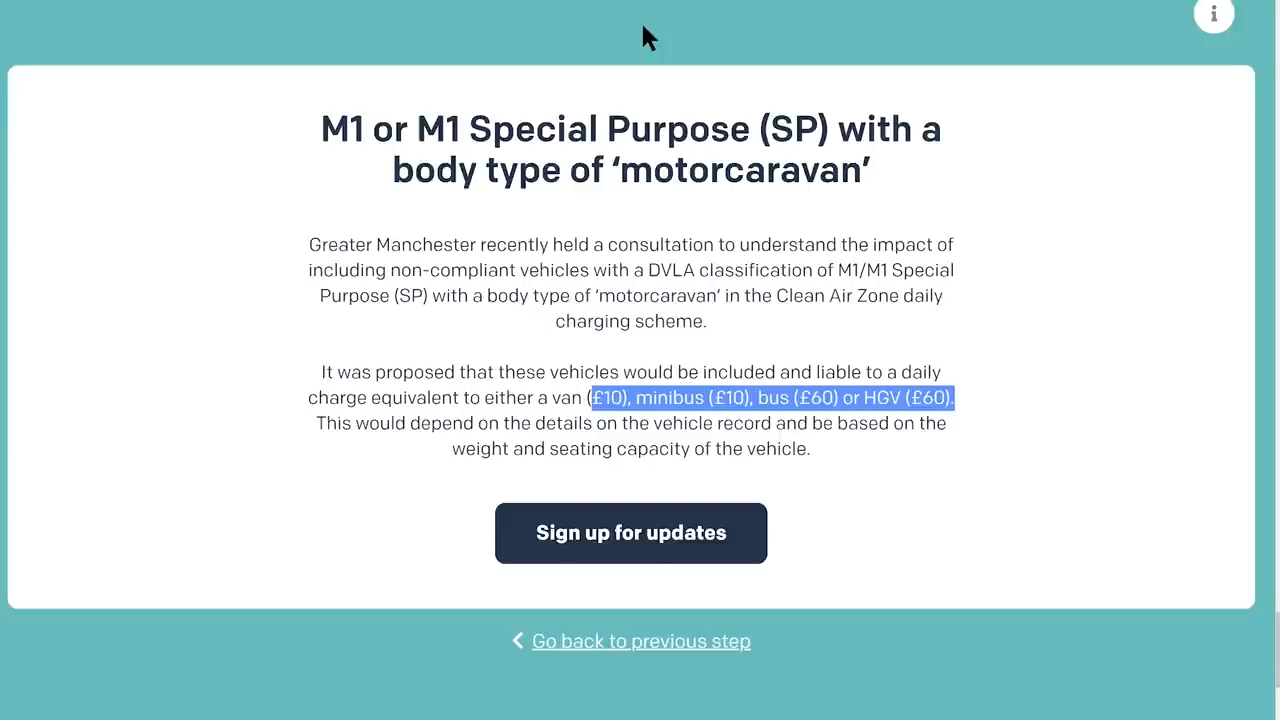 i
M1 or M1 Special Purpose (SP) with a
body type of ‘motorcaravan’
Greater Manchester recently held a consultation to understand the impact of
including non-compliant vehicles with a DVLA classification of M1/M1 Special
Purpose (SP) with a body type of ‘motorcaravan’ in the Clean Air Zone daily
charging scheme.
It was proposed that these vehicles would be included and liable to a daily
charge equivalent to either a van (£10), minibus (£10), bus (£60) or HGV (£60).
This would depend on the details on the vehicle record and be based on the
weight and seating capacity of the vehicle.
Sign up for updates
Go back to previous step